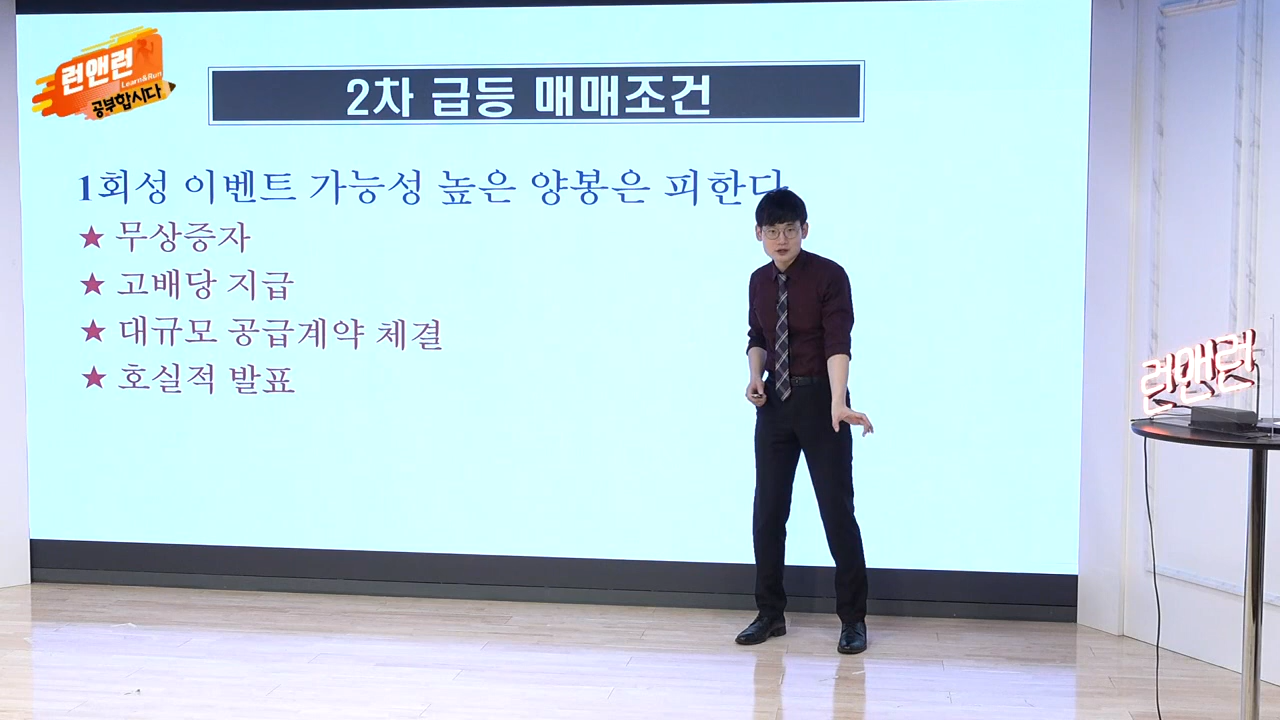 런앤런
Learn&Run
공부합시다
2차 급등 매매조건
1회성 이벤트 가능성 높은 양봉은 피한다
★ 무상증자
★ 고배당 지급
★ 대규모 공급계약 체결
★ 호실적 발표
런앤런